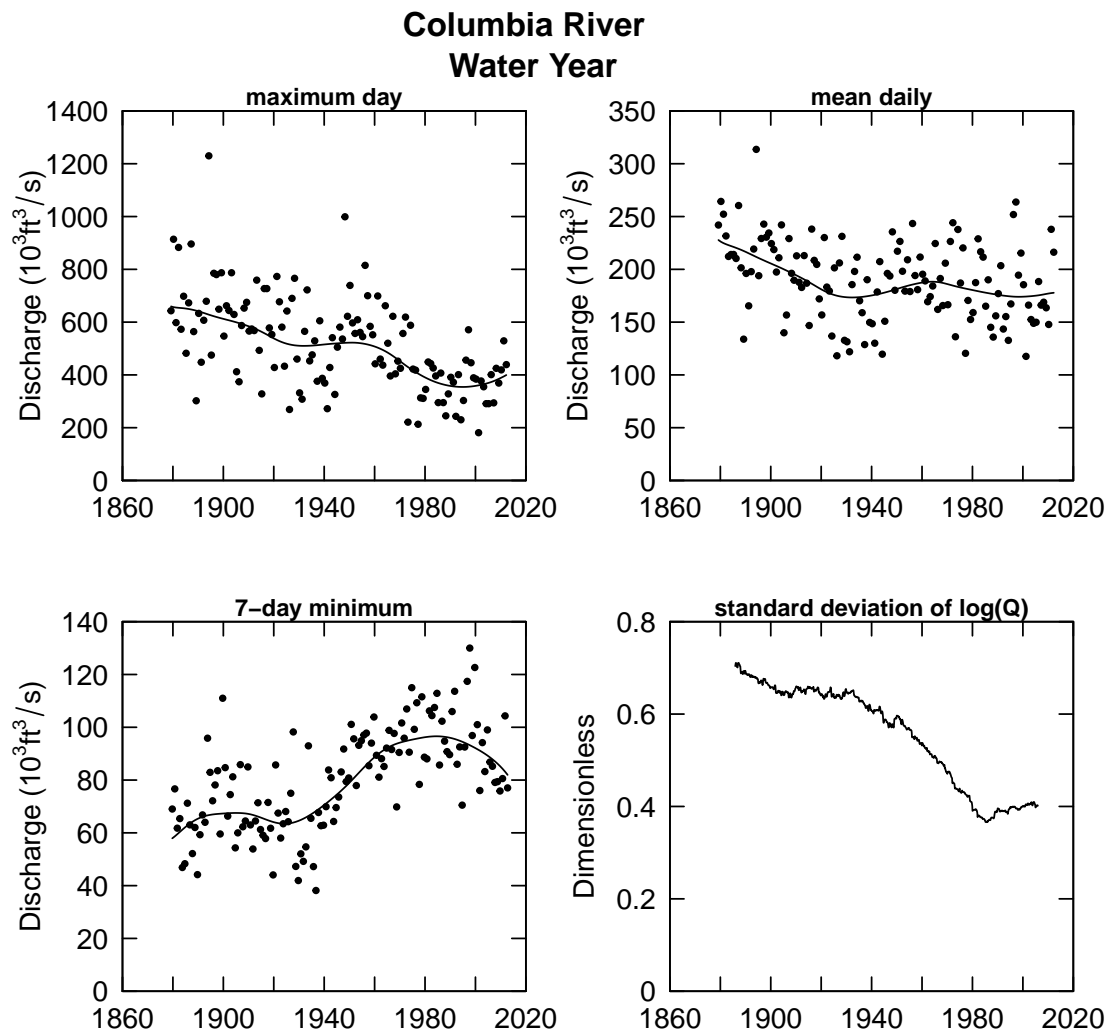 Columbia River
Water Year
maximum day
Discharge (10³ft³/s)
1400
1200
1000
800
600
400
200
0
1860 1900 1940 1980 2020
mean daily
Discharge (10³ft³/s)
350
300
250
200
150
100
50
0
1860 1900 1940 1980 2020
7−day minimum
Discharge (10³ft³/s)
140
120
100
80
60
40
20
0
1860 1900 1940 1980 2020
standard deviation of log(Q)
Dimensionless
0.8
0.6
0.4
0.2
0
1860 1900 1940 1980 2020